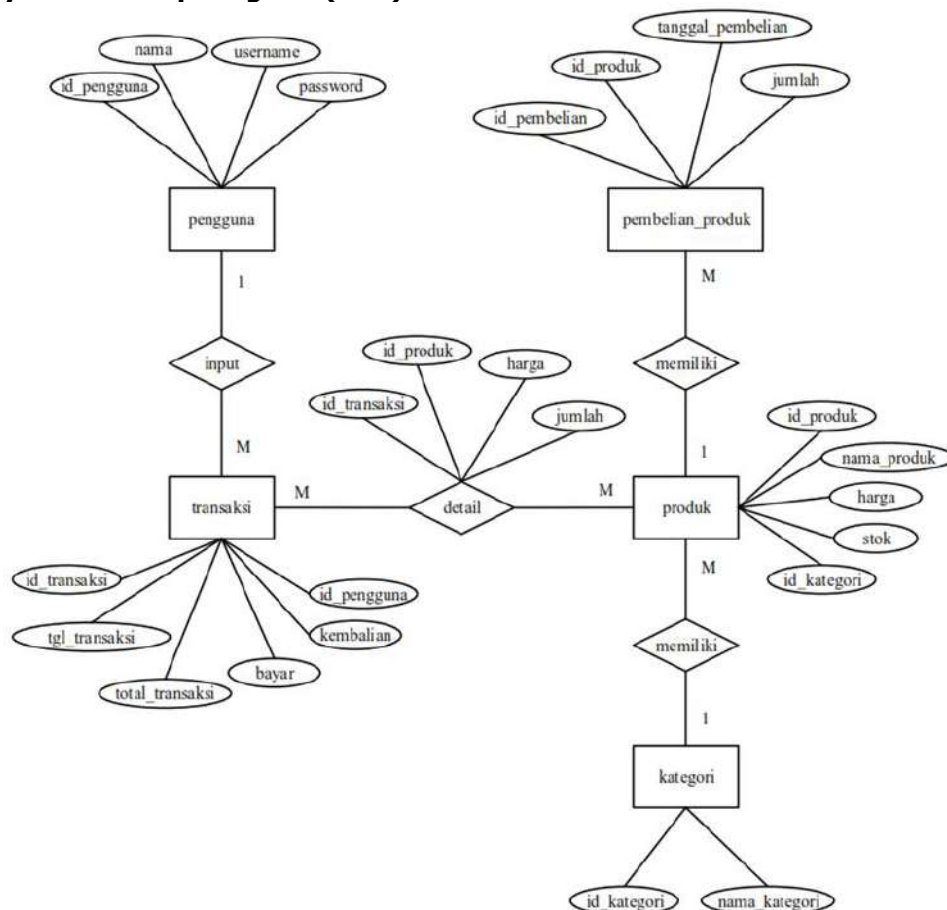 nama
username
id_pengguna
password
pengguna
1
input
M
transaksi
id_transaksi
tgl_transaksi
total_transaksi
bayar
kembalian
id_pengguna
M
id_transaksi
id_produk
harga
jumlah
detail
M
tanggal_pembelian
id_produk
jumlah
id_pembelian
pembelian_produk
M
memiliki
1
produk
id_produk
nama_produk
harga
stok
id_kategori
M
memiliki
1
kategori
id_kategori
nama_kategori